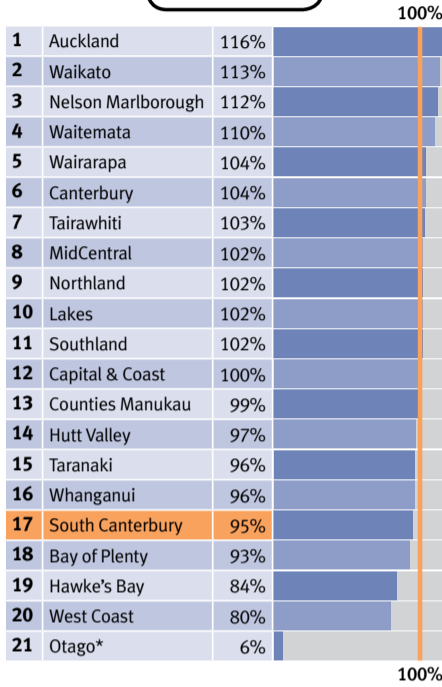 100%
1 Auckland 116%
2 Waikato 113%
3 Nelson Marlborough 112%
4 Waitemata 110%
5 Wairarapa 104%
6 Canterbury 104%
7 Tairawhiti 103%
8 MidCentral 102%
9 Northland 102%
10 Lakes 102%
11 Southland 102%
12 Capital & Coast 100%
13 Counties Manukau 99%
14 Hutt Valley 97%
15 Taranaki 96%
16 Whanganui 96%
17 South Canterbury 95%
18 Bay of Plenty 93%
19 Hawke’s Bay 84%
20 West Coast 80%
21 Otago* 6%
100%